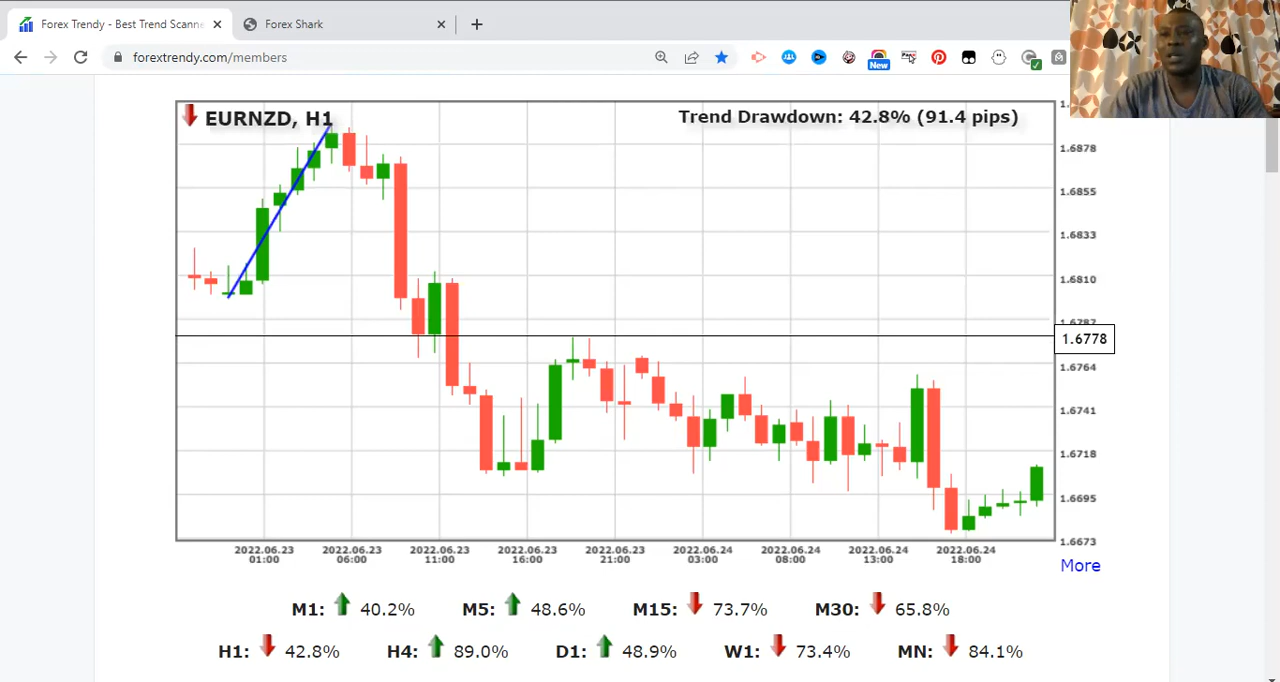 Forex Trendy - Best Trend Scann
Forex Shark
forextrendy.com/members
New
EURNZD, H1
Trend Drawdown: 42.8% (91.4 pips)
1.6878
1.6855
1.6833
1.6810
1.6787
1.6778
1.6764
1.6741
1.6718
1.6695
1.6673
2022.06.23 2022.06.23 2022.06.23 2022.06.23 2022.06.23 2022.06.24 2022.06.24 2022.06.24 2022.06.24
01:00 06:00 11:00 16:00 21:00 03:00 08:00 13:00 18:00
More
M1: 40.2% M5: 48.6% M15: 73.7% M30: 65.8%
H1: 42.8% H4: 89.0% D1: 48.9% W1: 73.4% MN: 84.1%